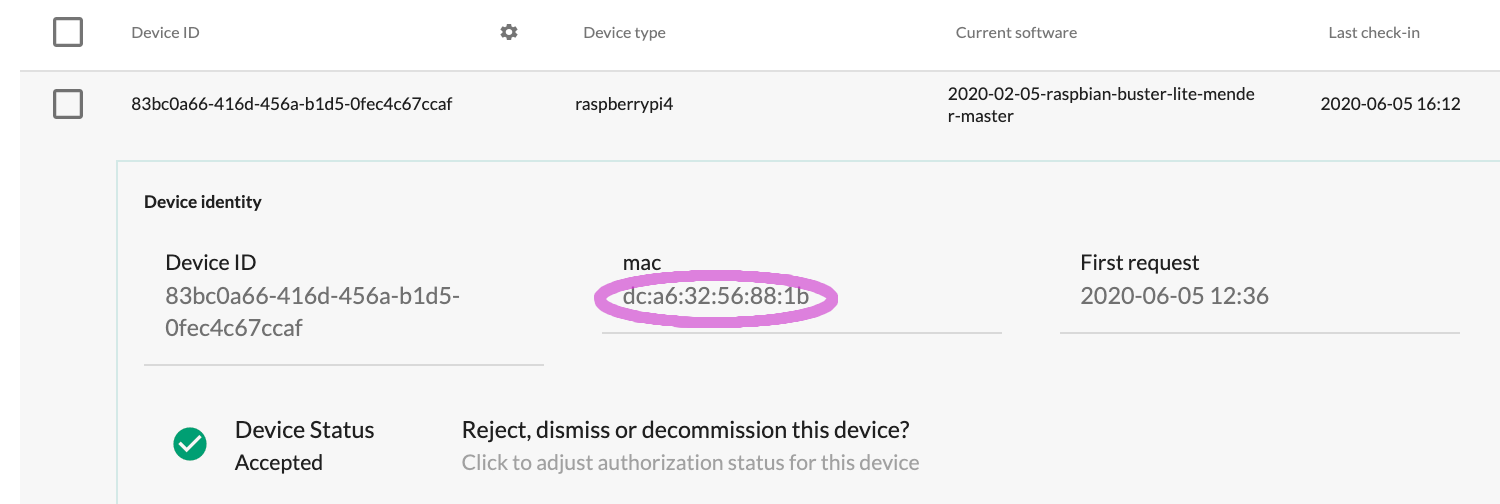 Device ID
Device type
Current software
Last check-in
83bc0a66-416d-456a-b1d5-0fec4c67ccaf
raspberrypi4
2020-02-05-raspbian-buster-lite-mende
r-master
2020-06-05 16:12
Device identity
Device ID
83bc0a66-416d-456a-b1d5-
0fec4c67ccaf
mac
dc:a6:32:56:88:1b
First request
2020-06-05 12:36
Device Status
Accepted
Reject, dismiss or decommission this device?
Click to adjust authorization status for this device